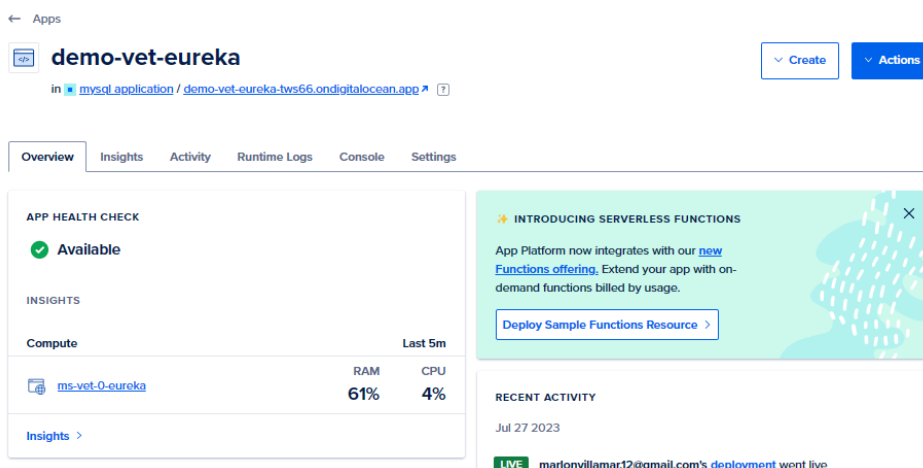 ← Apps
demo-vet-eureka
in mysql application / demo-vet-eureka-tws66.ondigitalocean.app ?
Create
Actions
Overview Insights Activity Runtime Logs Console Settings
APP HEALTH CHECK
Available
INSIGHTS
Compute Last 5m
ms-vet-0-eureka
RAM CPU
61% 4%
Insights >
✨ INTRODUCING SERVERLESS FUNCTIONS
App Platform now integrates with our new
Functions offering. Extend your app with on-
demand functions billed by usage.
Deploy Sample Functions Resource >
RECENT ACTIVITY
Jul 27 2023
LIVE marlonvillamar.12@gmail.com's deployment went live